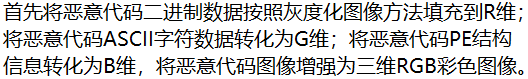 首先将恶意代码二进制数据按照灰度化图像方法填充到R维；
将恶意代码ASCII字符数据转化为G维；将恶意代码PE结构
信息转化为B维，将恶意代码图像增强为三维RGB彩色图像。